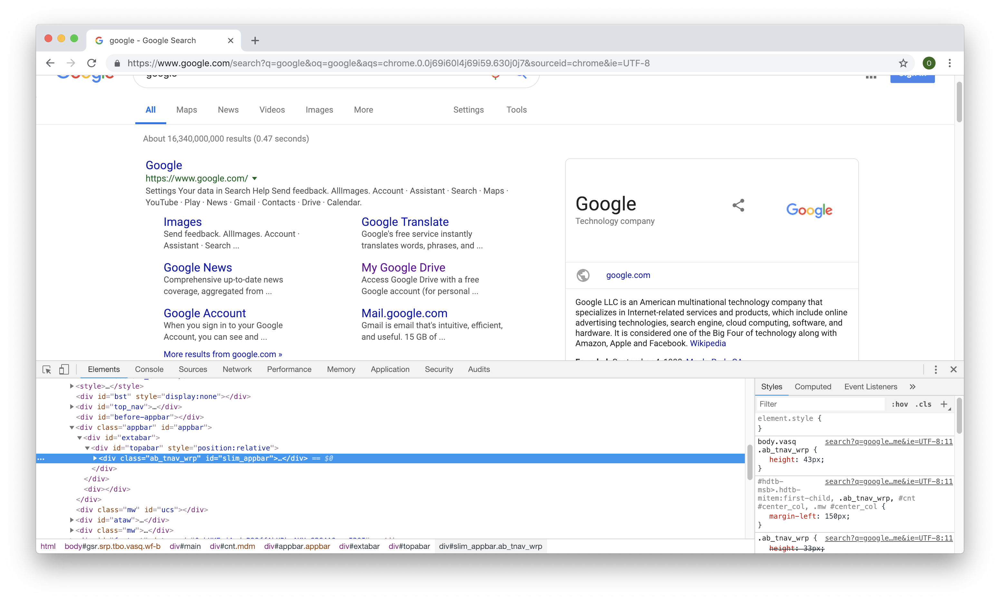 google - Google Search
https://www.google.com/search?q=google&oq=google&aqs=chrome.0.0j69i60l4j69i59.630j0j7&sourceid=chrome&ie=UTF-8
O
Google
google
Sign in
All Maps News Videos Images More Settings Tools
About 16,340,000,000 results (0.47 seconds)
Google
https://www.google.com/
Settings Your data in Search Help Send feedback. AllImages. Account · Assistant · Search · Maps ·
YouTube · Play · News · Gmail · Contacts · Drive · Calendar.
Images
Send feedback. AllImages. Account ·
Assistant · Search ...
Google Translate
Google's free service instantly
translates words, phrases, and ...
Google News
Comprehensive up-to-date news
coverage, aggregated from ...
My Google Drive
Access Google Drive with a free
Google account (for personal ...
Google Account
When you sign in to your Google
Account, you can see and ...
Mail.google.com
Gmail is email that's intuitive, efficient,
and useful. 15 GB of ...
More results from google.com »
Google
Technology company
Google
google.com
Google LLC is an American multinational technology company that
specializes in Internet-related services and products, which include online
advertising technologies, search engine, cloud computing, software, and
hardware. It is considered one of the Big Four of technology along with
Amazon, Apple and Facebook. Wikipedia
Elements Console Sources Network Performance Memory Application Security Audits
<style>…</style>
<div id="bst" style="display:none"></div>
<div id="top_nav">…</div>
<div id="before-appbar"></div>
<div class="appbar" id="appbar">
<div id="extabar">
<div id="topabar" style="position:relative">
… <div class="ab_tnav_wrp" id="slim_appbar">…</div> == $0
</div>
</div>
<div></div>
</div>
<div class="mw" id="ucs"></div>
<div id="ataw">…</div>
<div class="mw">…</div>
html body#gsr.srp.tbo.vasq.wf-b div#main div#cnt.mdm div#appbar.appbar div#extabar div#topabar div#slim_appbar.ab_tnav_wrp
Styles Computed Event Listeners »
Filter :hov .cls +
element.style {
}
body.vasq search?q=google…me&ie=UTF-8:11
.ab_tnav_wrp {
height: 43px;
}
#hdtb- search?q=google…me&ie=UTF-8:11
msb>.hdtb-
mitem:first-child, .ab_tnav_wrp, #cnt
#center_col, .mw #center_col {
margin-left: 150px;
}
.ab_tnav_wrp { search?q=google…me&ie=UTF-8:11
height: 33px;